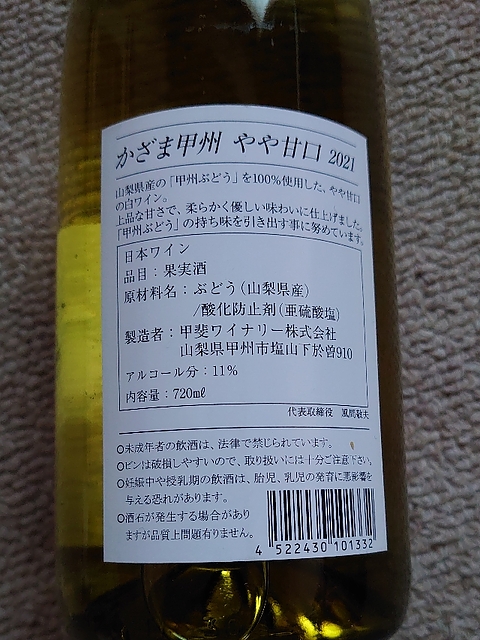 かざま甲州 やや甘口 2021
山梨県産の「甲州ぶどう」を100%使用した、やや甘口
の白ワイン。
上品な甘さで、柔らかく優しい味わいに仕上げました。
「甲州ぶどう」の持ち味を引き出す事に努めています。
日本ワイン
品目：果実酒
原材料名：ぶどう(山梨県産)
/酸化防止剤(亜硫酸塩)
製造者：甲斐ワイナリー株式会社
山梨県甲州市塩山下於曽910
アルコール分：11%
内容量：720mℓ
代表取締役 風間敬夫
○未成年者の飲酒は、法律で禁じられています。
○ビンは破損しやすいので、取り扱いには十分ご注意下さい。
○妊娠中や授乳期の飲酒は、胎児、乳児の発育に悪影響を
与える恐れがあります。
○酒石が発生する場合があり
ますが品質上問題有りません。
4 522430 101332